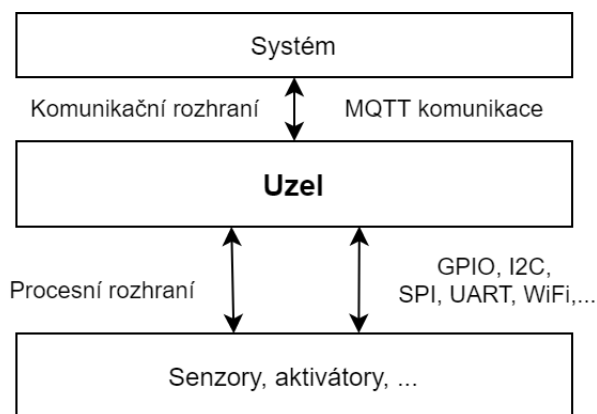 Systém
Komunikační rozhraní
MQTT komunikace
Uzel
Procesní rozhraní
GPIO, I2C,
SPI, UART, WiFi,...
Senzory, aktivátory, ...